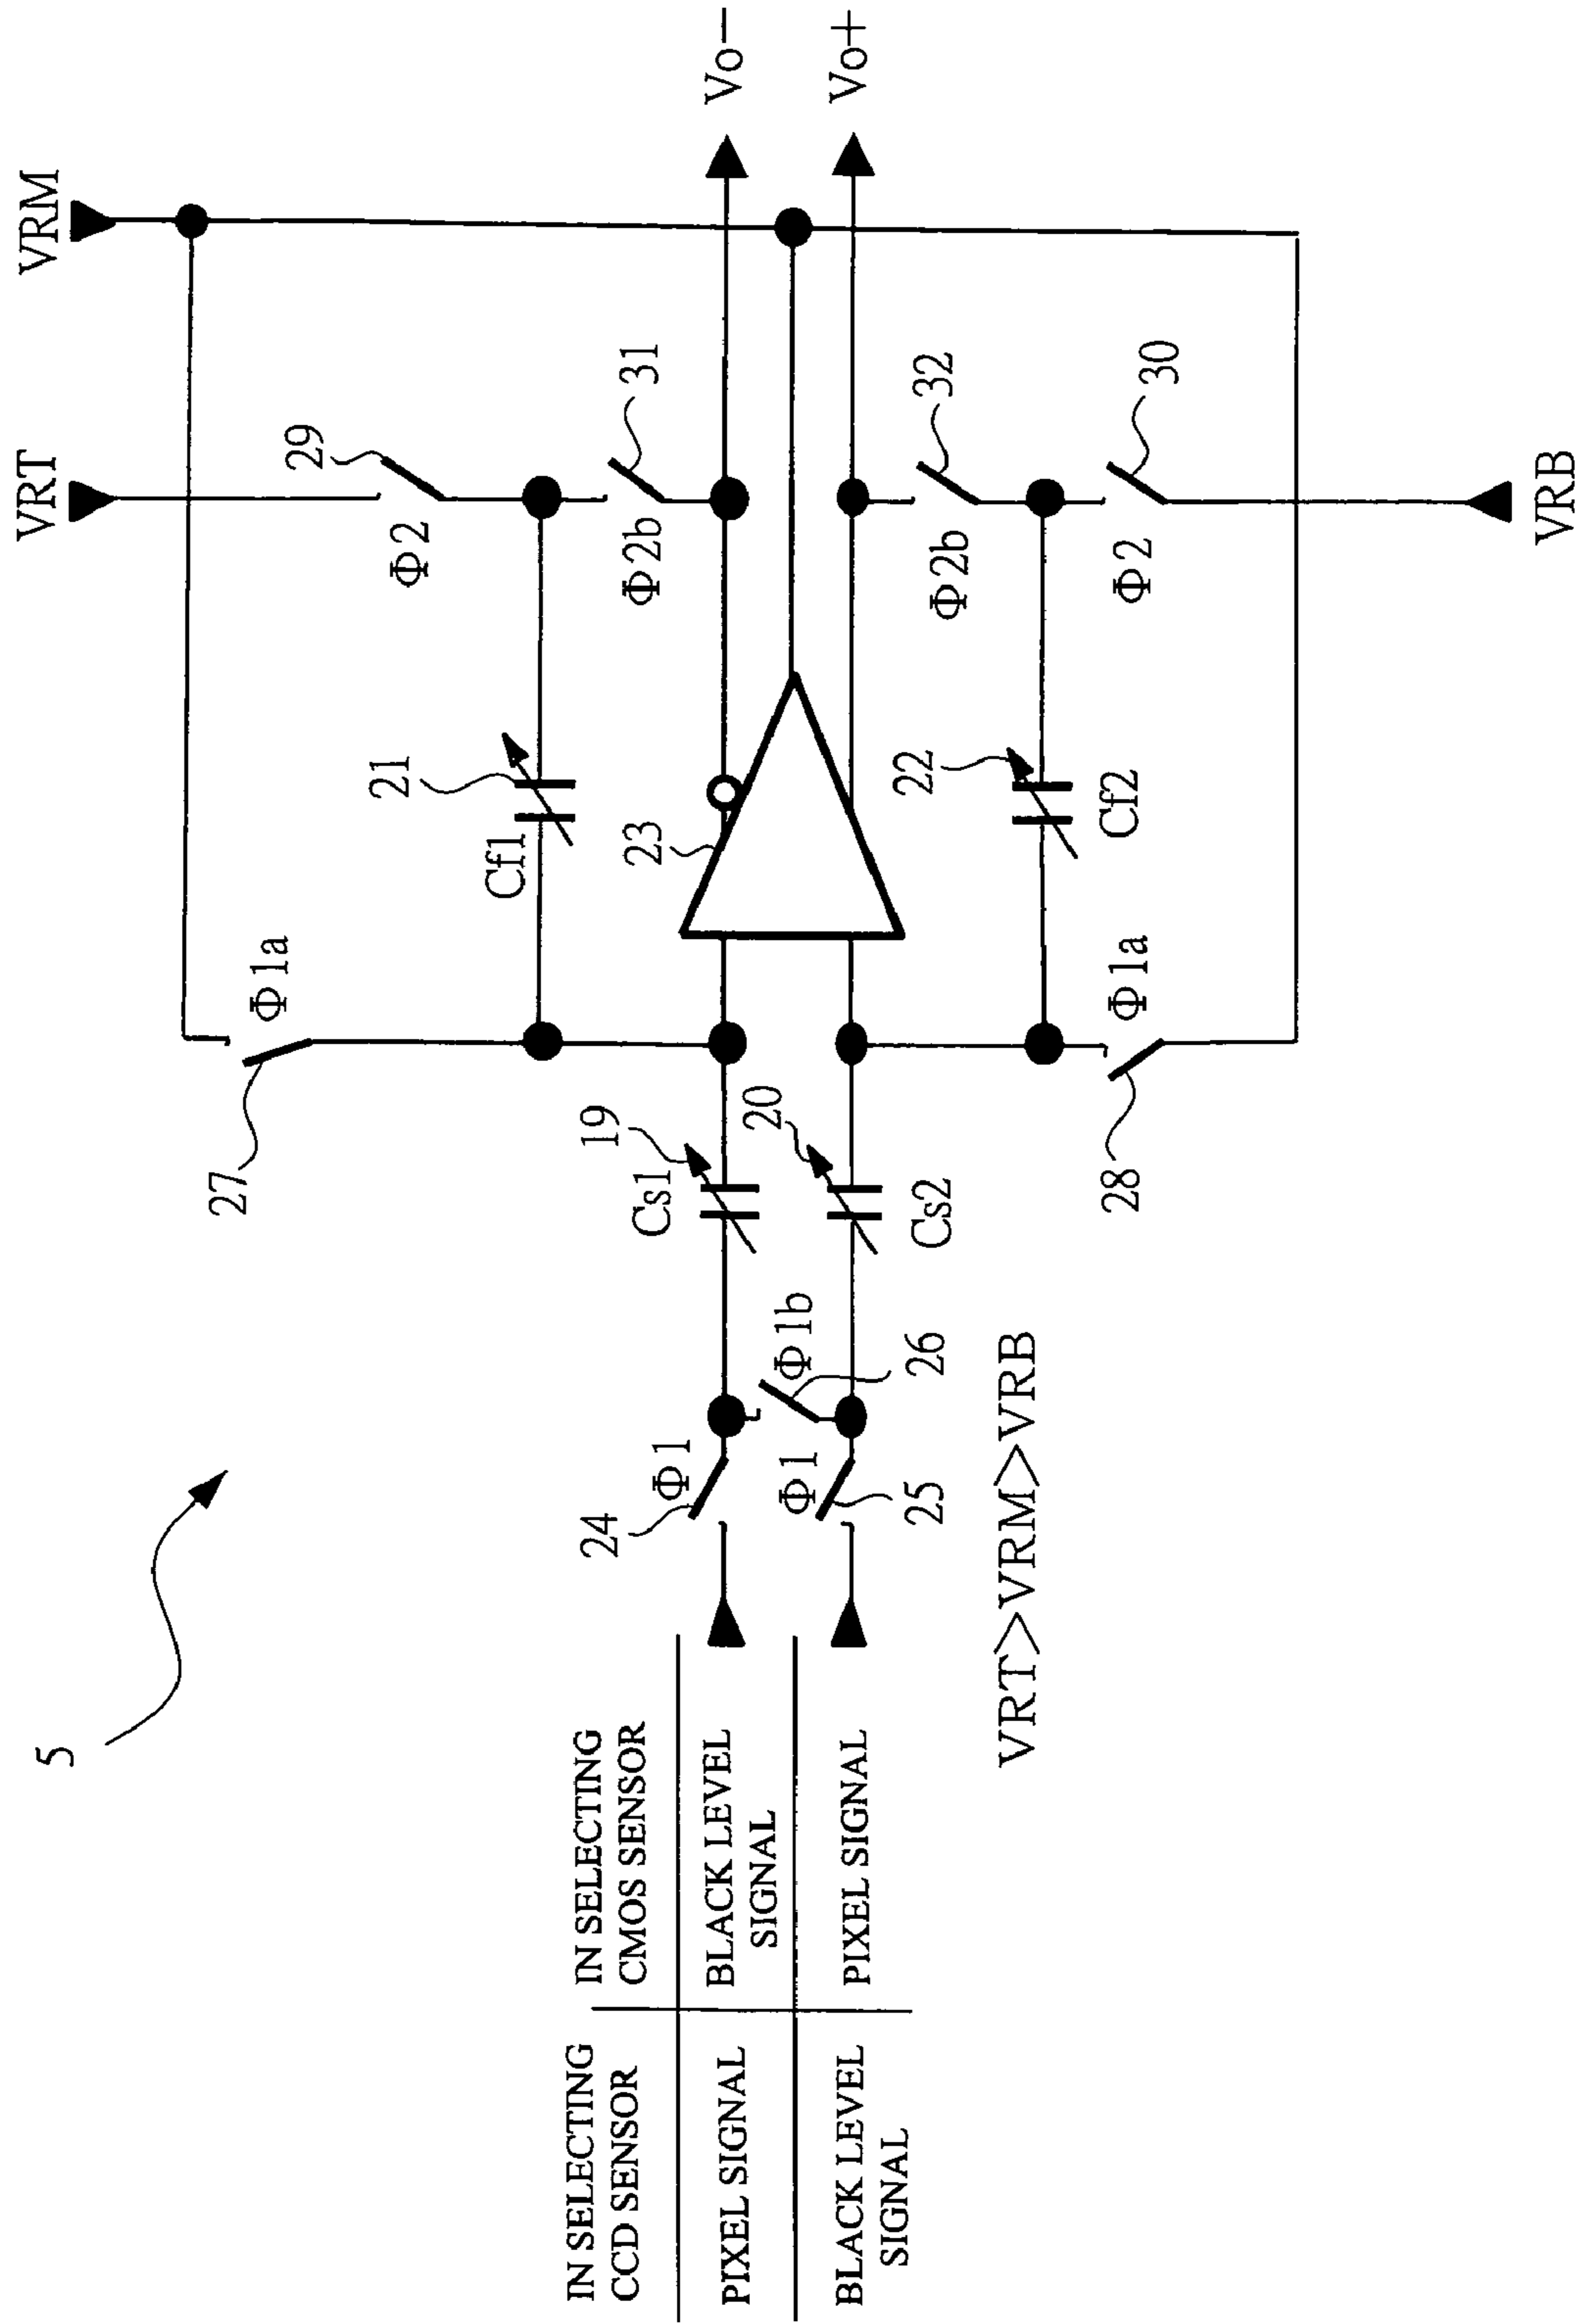 5
VRT
VRM
27
Φ1a
Cf1
21
29
Φ2
Φ2b
31
IN SELECTING
CCD SENSOR
IN SELECTING
CMOS SENSOR
PIXEL SIGNAL
BLACK LEVEL
SIGNAL
BLACK LEVEL
SIGNAL
PIXEL SIGNAL
24
Φ1
Cs1
19
23
Vo−
Φ1b
26
Φ1
25
20
Cs2
Vo+
VRT>VRM>VRB
28
Φ1a
22
Cf2
Φ2b
32
Φ2
30
VRB